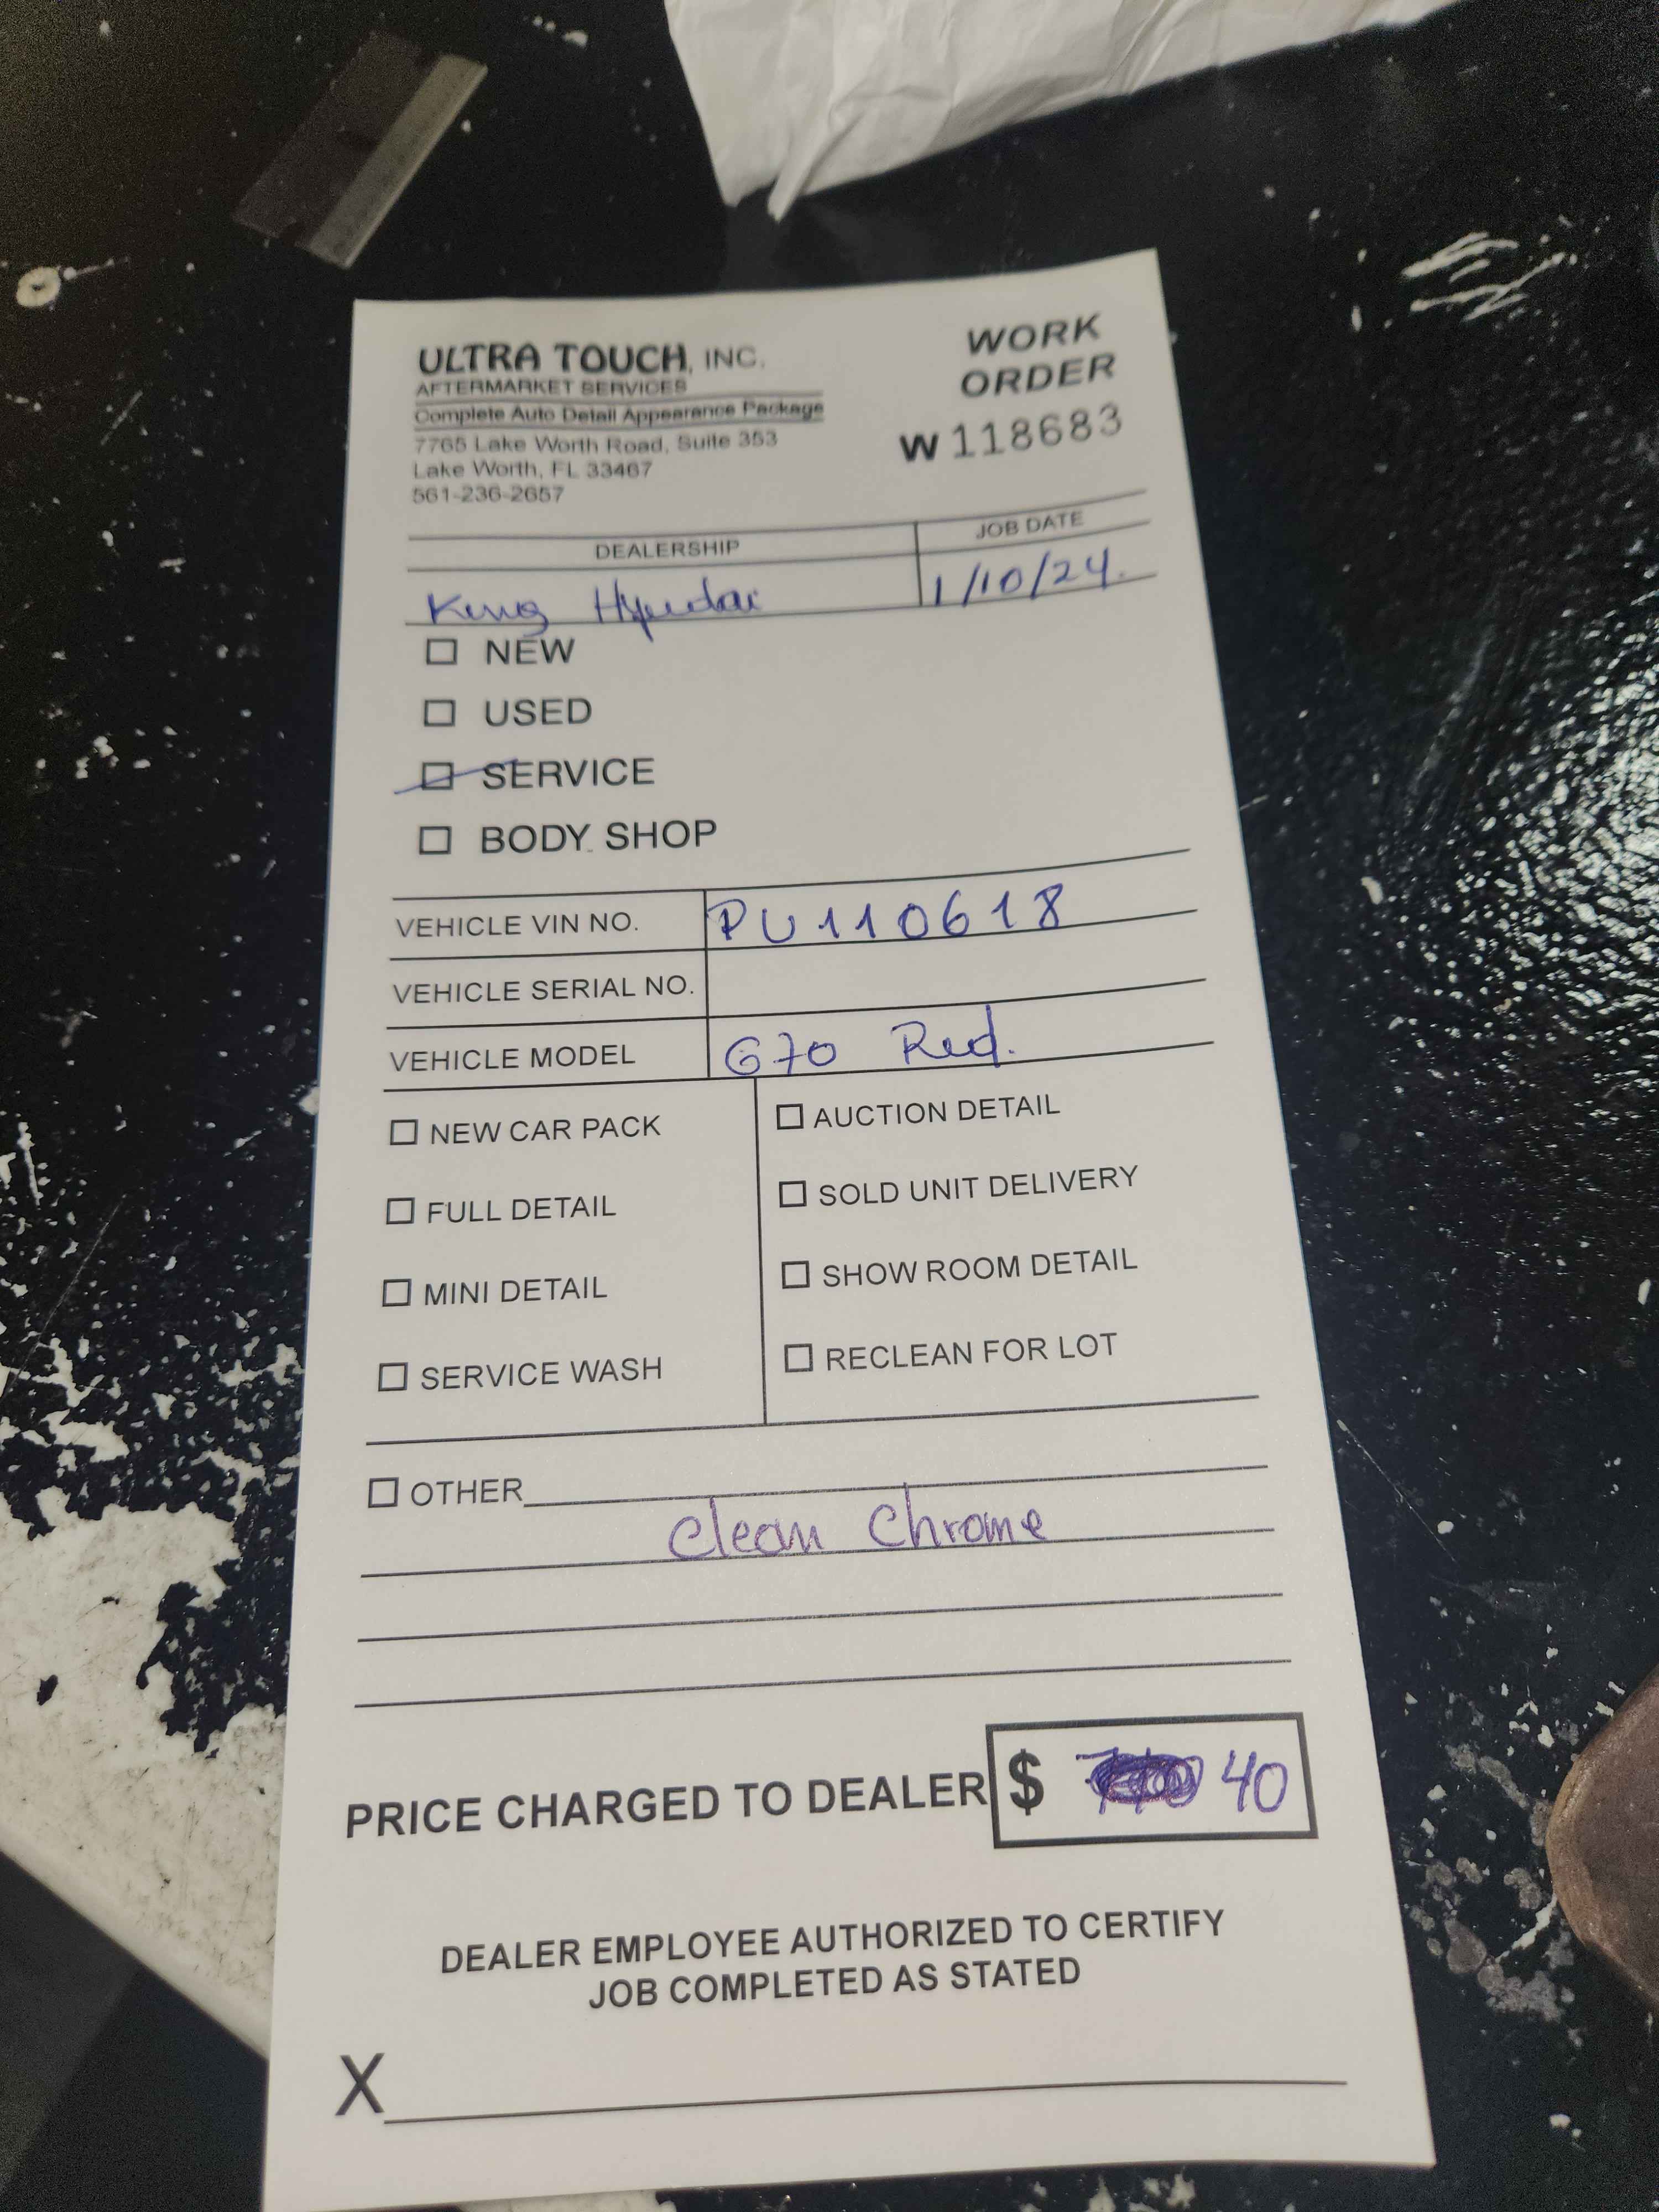 ULTRA TOUCH, INC.
AFTERMARKET SERVICES
Complete Auto Detail Appearance Package
7765 Lake Worth Road, Suite 353
Lake Worth, FL 33467
561-236-2657
WORK
ORDER
W 118683
DEALERSHIP JOB DATE
King Hyundai 1/10/24.
NEW
USED
SERVICE
BODY SHOP
VEHICLE VIN NO. PU110618
VEHICLE SERIAL NO.
VEHICLE MODEL G70 Red.
NEW CAR PACK
FULL DETAIL
MINI DETAIL
SERVICE WASH
AUCTION DETAIL
SOLD UNIT DELIVERY
SHOW ROOM DETAIL
RECLEAN FOR LOT
OTHER
Clean Chrome
PRICE CHARGED TO DEALER $ 40
DEALER EMPLOYEE AUTHORIZED TO CERTIFY
JOB COMPLETED AS STATED
X